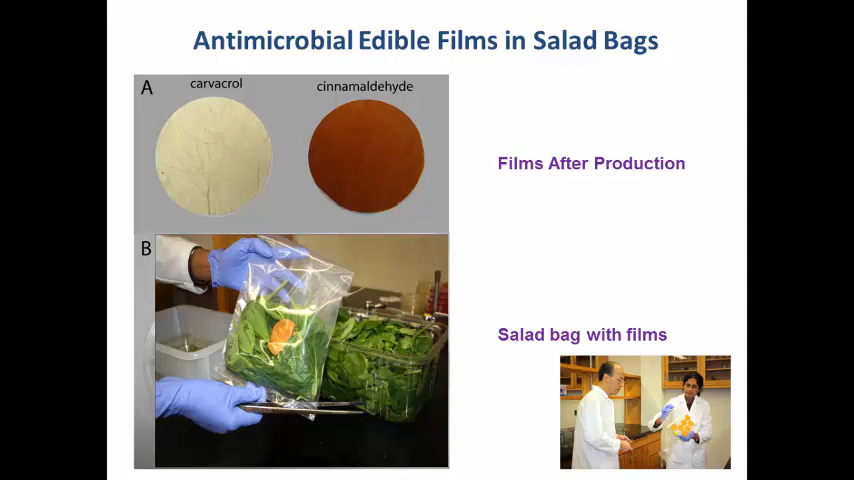 Antimicrobial Edible Films in Salad Bags
A
carvacrol
cinnamaldehyde
Films After Production
B
Salad bag with films